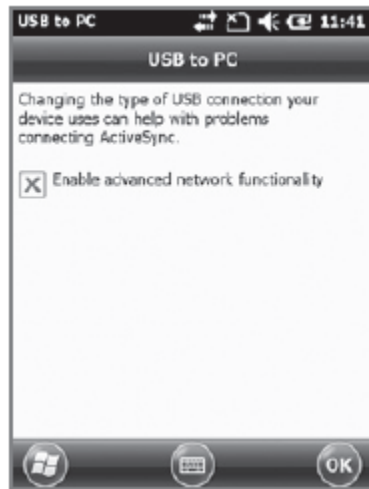 USB to PC 11:41
USB to PC
Changing the type of USB connection your
device uses can help with problems
connecting ActiveSync.
Enable advanced network functionality
OK